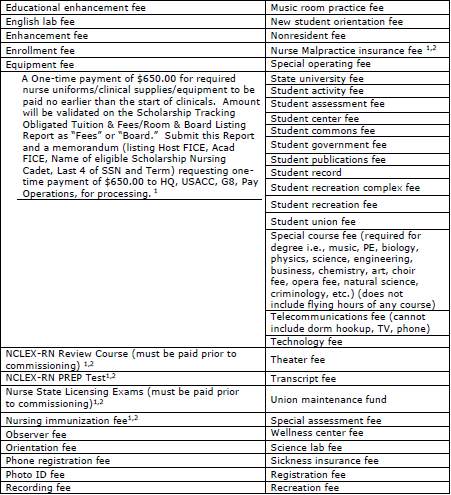 Educational enhancement fee
English lab fee
Enhancement fee
Enrollment fee
Equipment fee
A One-time payment of $650.00 for required
nurse uniforms/clinical supplies/equipment to be
paid no earlier than the start of clinicals.  Amount
will be validated on the Scholarship Tracking
Obligated Tuition & Fees/Room & Board Listing
Report as "Fees" or "Board."  Submit this Report
and a memorandum (listing Host FICE, Acad
FICE, Name of eligible Scholarship Nursing
Cadet, Last 4 of SSN and Term) requesting one-
time payment of $650.00 to HQ, USACC, G8, Pay
Operations, for processing. 1
NCLEX-RN Review Course (must be paid prior to
commissioning) 1,2
NCLEX-RN PREP Test1,2
Nurse State Licensing Exams (must be paid prior
to commissioning)1,2
Nursing immunization fee1,2
Observer fee
Orientation fee
Phone registration fee
Photo ID fee
Recording fee
Music room practice fee
New student orientation fee
Nonresident fee
Nurse Malpractice insurance fee 1,2
Special operating fee
State university fee
Student activity fee
Student assessment fee
Student center fee
Student commons fee
Student government fee
Student publications fee
Student record
Student recreation complex fee
Student recreation fee
Student union fee
Special course fee (required for
degree i.e., music, PE, biology,
physics, science, engineering,
business, chemistry, art, choir
fee, opera fee, natural science,
criminology, etc.) (does not
include flying hours of any course)
Telecommunications fee (cannot
include dorm hookup, TV, phone)
Technology fee
Theater fee
Transcript fee
Union maintenance fund
Special assessment fee
Wellness center fee
Science lab fee
Sickness insurance fee
Registration fee
Recreation fee